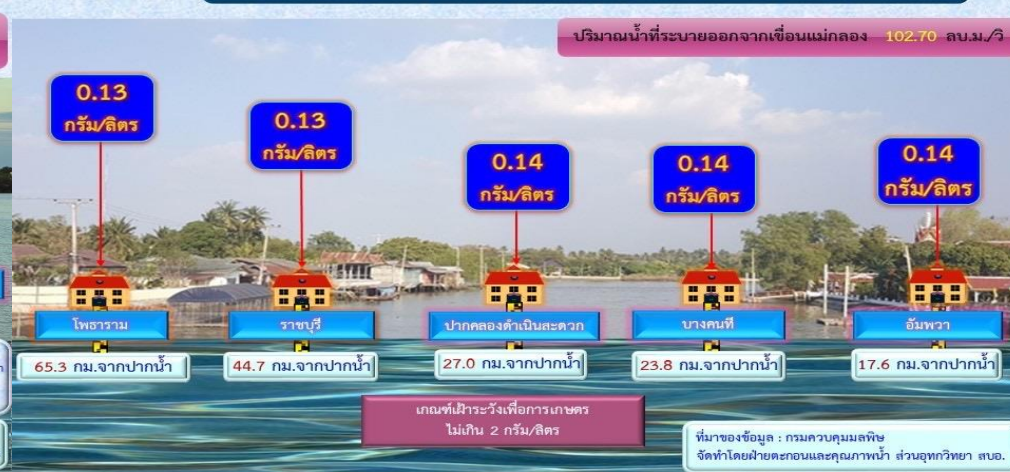 ปริมาณน้ำที่ระบายออกจากเขื่อนแม่กลอง 102.70 ลบ.ม./วิ
0.13
กรัม/ลิตร
0.13
กรัม/ลิตร
0.14
กรัม/ลิตร
0.14
กรัม/ลิตร
0.14
กรัม/ลิตร
โพธาราม
ราชบุรี
ปากคลองดำเนินสะดวก
บางคนที
อัมพวา
65.3 กม.จากปากน้ำ
44.7 กม.จากปากน้ำ
27.0 กม.จากปากน้ำ
23.8 กม.จากปากน้ำ
17.6 กม.จากปากน้ำ
เกณฑ์เฝ้าระวังเพื่อการเกษตร
ไม่เกิน 2 กรัม/ลิตร
ที่มาของข้อมูล : กรมควบคุมมลพิษ
จัดทำโดยฝ่ายตะกอนและคุณภาพน้ำ ส่วนอุทกวิทยา สบอ.